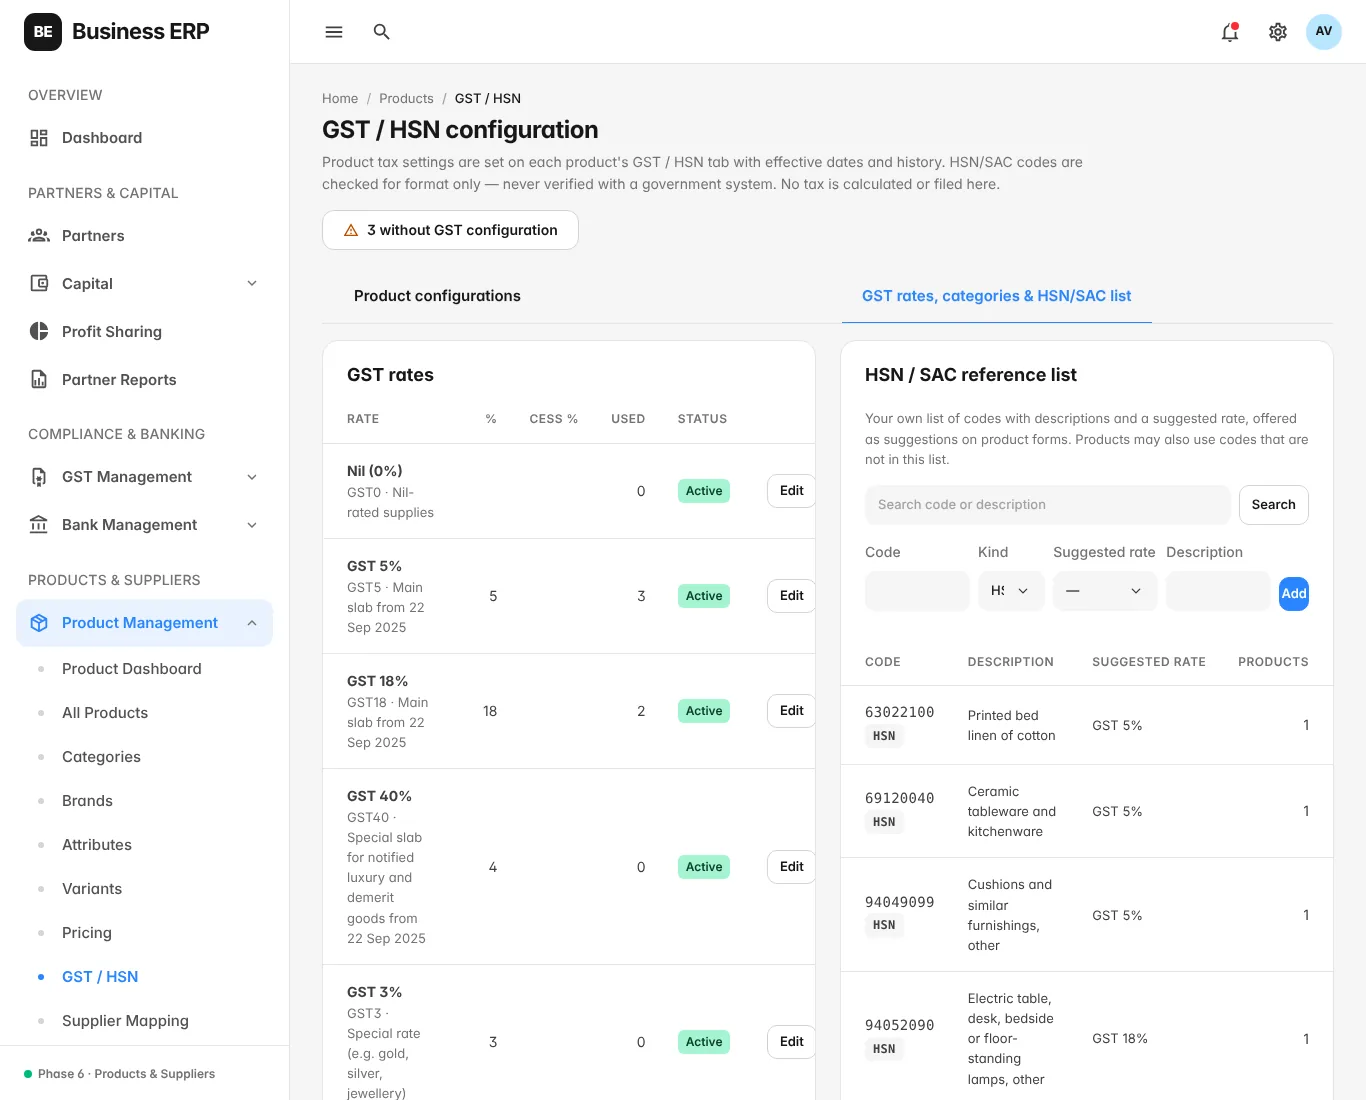 BE Business ERP
AV
OVERVIEW
Dashboard
PARTNERS & CAPITAL
Partners
Capital
Profit Sharing
Partner Reports
COMPLIANCE & BANKING
GST Management
Bank Management
PRODUCTS & SUPPLIERS
Product Management
Product Dashboard
All Products
Categories
Brands
Attributes
Variants
Pricing
GST / HSN
Supplier Mapping
Phase 6 · Products & Suppliers
Home / Products / GST / HSN
GST / HSN configuration
Product tax settings are set on each product's GST / HSN tab with effective dates and history. HSN/SAC codes are
checked for format only — never verified with a government system. No tax is calculated or filed here.
3 without GST configuration
Product configurations
GST rates, categories & HSN/SAC list
GST rates
RATE % CESS % USED STATUS
Nil (0%)
GST0 · Nil-
rated supplies
0 Active Edit
GST 5%
GST5 · Main
slab from 22
Sep 2025
5 3 Active Edit
GST 18%
GST18 · Main
slab from 22
Sep 2025
18 2 Active Edit
GST 40%
GST40 ·
Special slab
for notified
luxury and
demerit
goods from
22 Sep 2025
4 0 Active Edit
GST 3%
GST3 ·
Special rate
(e.g. gold,
silver,
jewellery)
3 0 Active Edit
HSN / SAC reference list
Your own list of codes with descriptions and a suggested rate, offered
as suggestions on product forms. Products may also use codes that are
not in this list.
Search code or description Search
Code Kind Suggested rate Description
— Add
CODE DESCRIPTION SUGGESTED RATE PRODUCTS
63022100
HSN
Printed bed
linen of cotton
GST 5% 1
69120040
HSN
Ceramic
tableware and
kitchenware
GST 5% 1
94049099
HSN
Cushions and
similar
furnishings,
other
GST 5% 1
94052090
HSN
Electric table,
desk, bedside
or floor-
standing
lamps, other
GST 18% 1